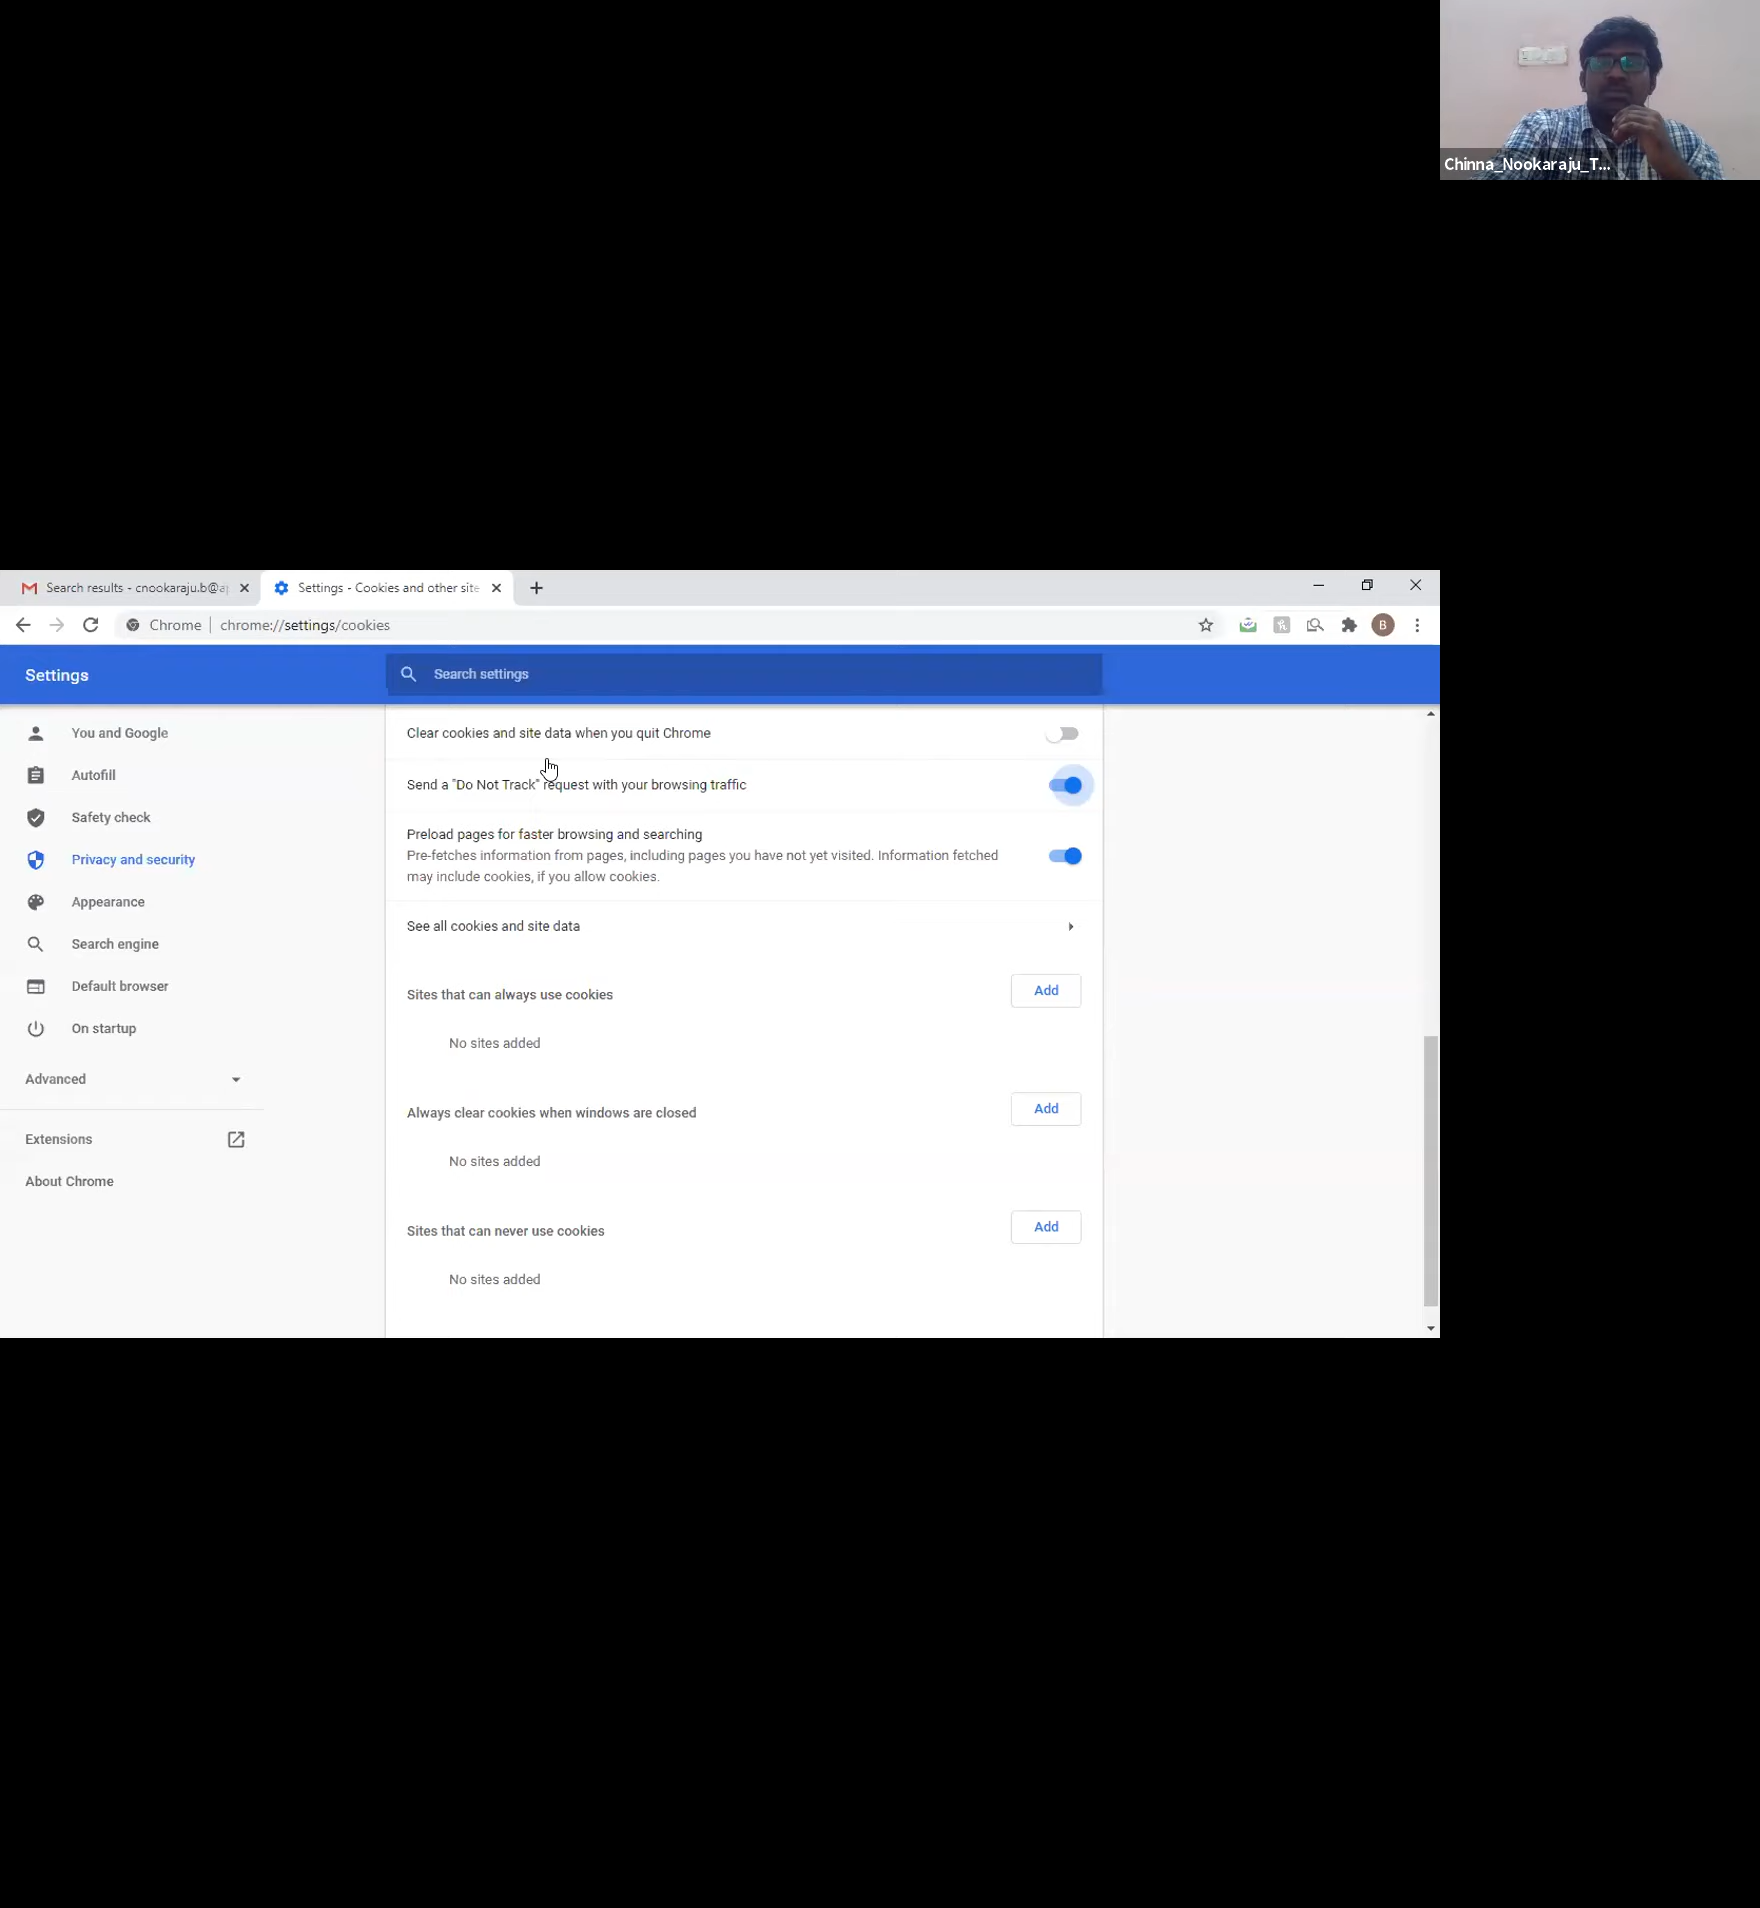 Chinna_Nookaraju_T...
Search results - cnookaraju.b@a
Settings - Cookies and other site
Chrome | chrome://settings/cookies
B
Settings
Search settings
You and Google
Autofill
Safety check
Privacy and security
Appearance
Search engine
Default browser
On startup
Advanced
Extensions
About Chrome
Clear cookies and site data when you quit Chrome
Send a "Do Not Track" request with your browsing traffic
Preload pages for faster browsing and searching
Pre-fetches information from pages, including pages you have not yet visited. Information fetched
may include cookies, if you allow cookies.
See all cookies and site data
Sites that can always use cookies
Add
No sites added
Always clear cookies when windows are closed
Add
No sites added
Sites that can never use cookies
Add
No sites added